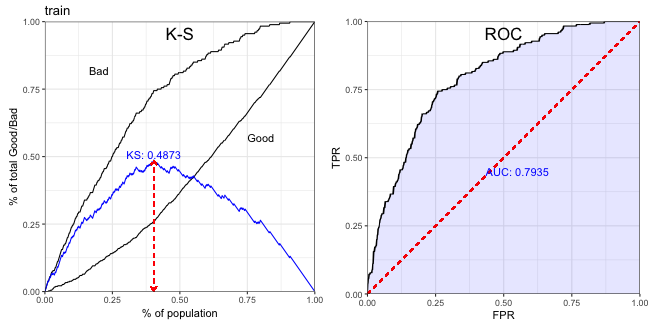 train
K-S
1.00
0.75
0.50
0.25
0.00
% of total Good/Bad
Bad
Good
KS: 0.4873
0.00 0.25 0.50 0.75 1.00
% of population
ROC
1.00
0.75
0.50
0.25
0.00
TPR
AUC: 0.7935
0.00 0.25 0.50 0.75 1.00
FPR